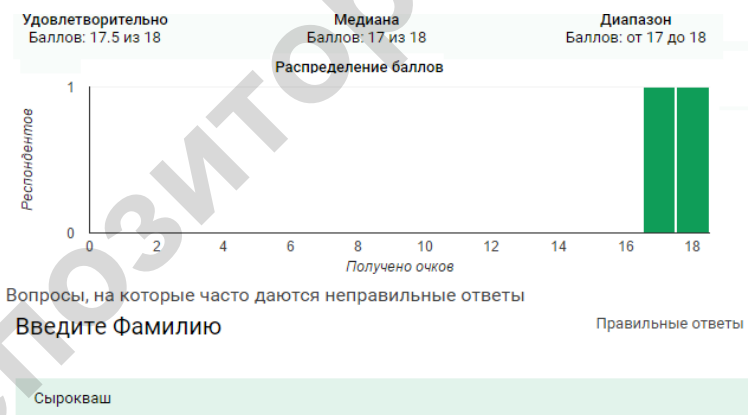 Удовлетворительно
Баллов: 17.5 из 18
Медиана
Баллов: 17 из 18
Диапазон
Баллов: от 17 до 18
Распределение баллов
Респондентов
1
0
0 2 4 6 8 10 12 14 16 18
Получено очков
Вопросы, на которые часто даются неправильные ответы
Введите Фамилию
Правильные ответы
Сырокваш